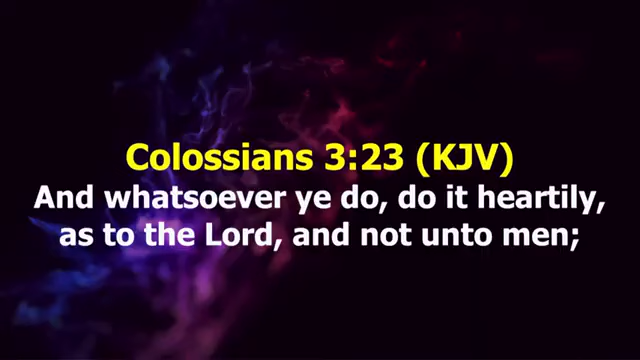 Colossians 3:23 (KJV)
And whatsoever ye do, do it heartily,
as to the Lord, and not unto men;